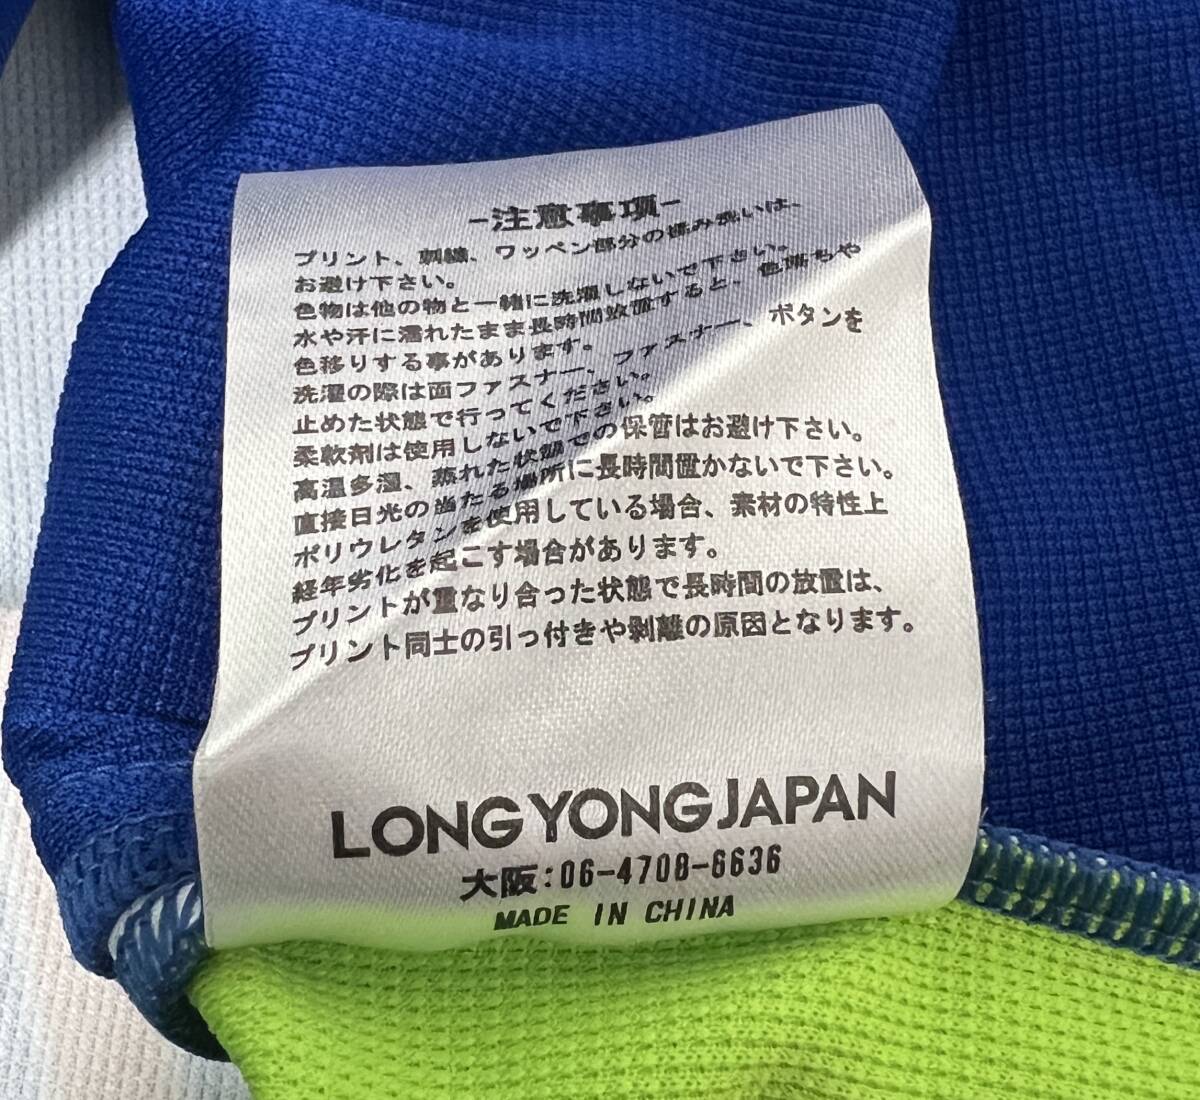 -注意事項-
プリント、刺繍、ワッペン部分の揉み洗いは、
お避け下さい。
色物は他の物と一緒に洗濯しないで下さい。
水や汗に濡れたまま長時間放置すると、色落ちや
色移りする事があります。
洗濯の際は面ファスナー、ファスナー、ボタンを
止めた状態で行ってください。
柔軟剤は使用しないで下さい。
高温多湿、蒸れた状態での保管はお避け下さい。
直接日光の当たる場所に長時間置かないで下さい。
ポリウレタンを使用している場合、素材の特性上
経年劣化を起こす場合があります。
プリントが重なり合った状態で長時間の放置は、
プリント同士の引っ付きや剥離の原因となります。
LONG YONG JAPAN
大阪:06-4708-6636
MADE IN CHINA